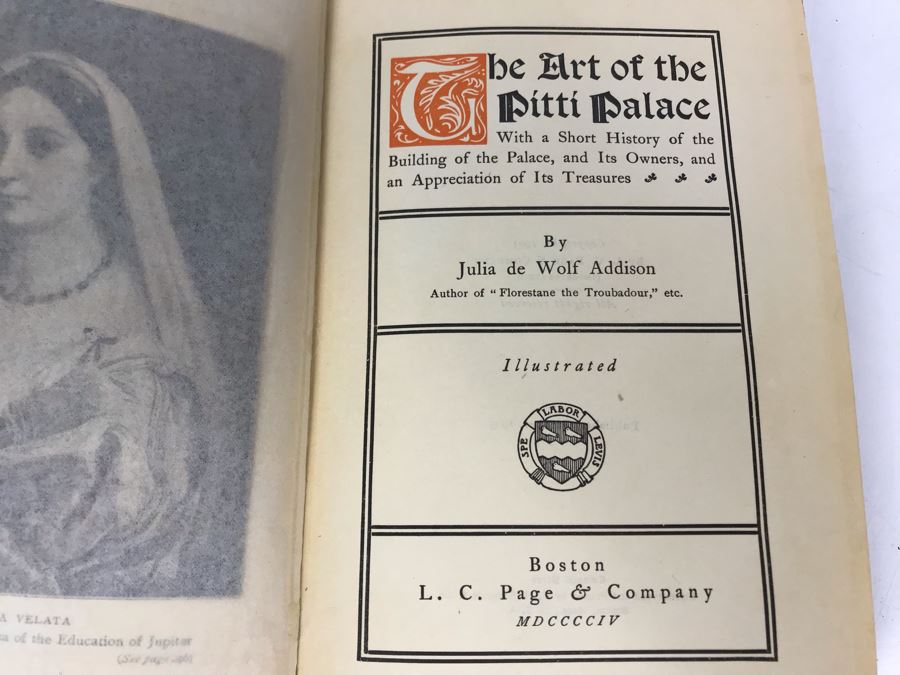 A VELATA
of the Education of Jupiter
(See page
The Art of the
Pitti Palace
With a Short History of the
Building of the Palace, and Its Owners, and
an Appreciation of Its Treasures
By
Julia de Wolf Addison
Author of "Florestane the Troubadour," etc.
Illustrated
SPE LABOR LEVIS
Boston
L. C. Page & Company
MDCCCCIV